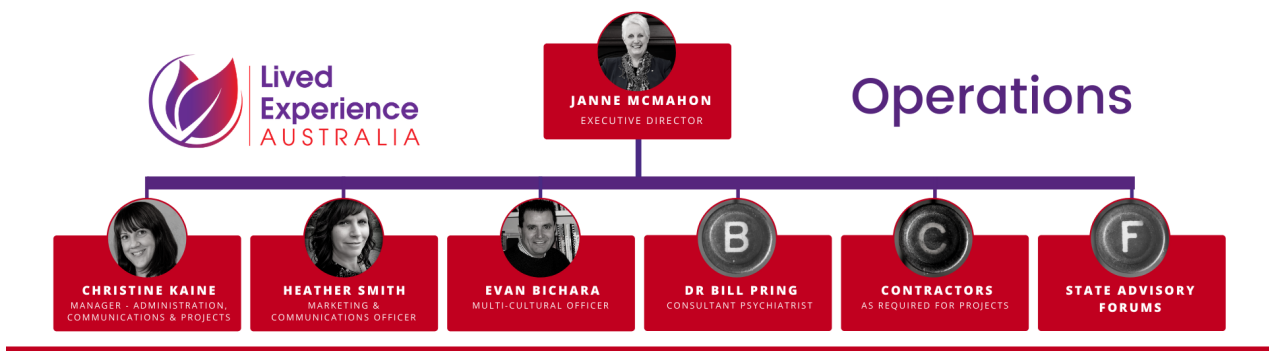 Lived
Experience
AUSTRALIA
JANNE MCMAHON
EXECUTIVE DIRECTOR
Operations
CHRISTINE KAINE
MANAGER - ADMINISTRATION,
COMMUNICATIONS & PROJECTS
HEATHER SMITH
MARKETING &
COMMUNICATIONS OFFICER
EVAN BICHARA
MULTI-CULTURAL OFFICER
B
DR BILL PRING
CONSULTANT PSYCHIATRIST
C
CONTRACTORS
AS REQUIRED FOR PROJECTS
F
STATE ADVISORY
FORUMS